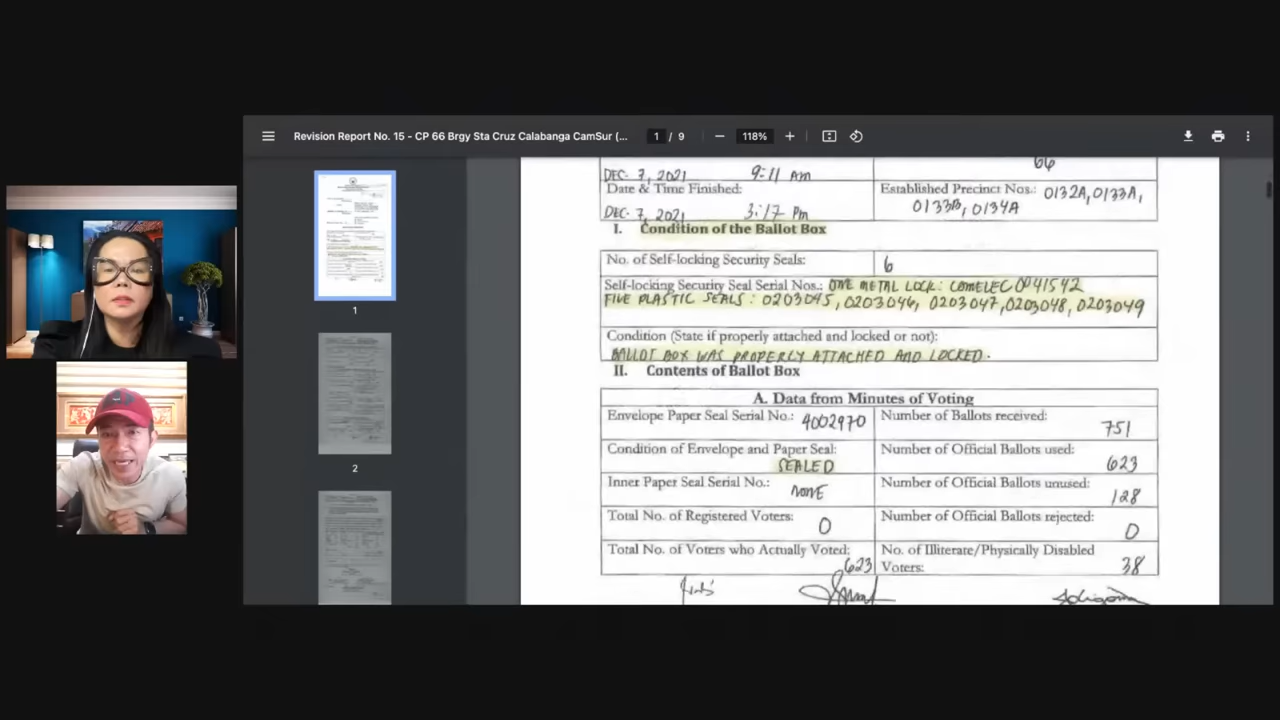 Revision Report No. 15 - CP 66 Brgy Sta Cruz Calabanga CamSur (...
1 / 9
118%
DEC. 7, 2021 9:11 Am
66
Date & Time Finished:
DEC. 7, 2021 3:17 Pm
Established Precinct Nos.: 0132A, 0133A,
0133B, 0134A
I. Condition of the Ballot Box
No. of Self-locking Security Seals: 6
Self-locking Security Seal Serial Nos.: ONE METAL LOCK: COMELEC 0041542
FIVE PLASTIC SEALS: 0203045, 0203046, 0203047, 0203048, 0203049
Condition (State if properly attached and locked or not):
BALLOT BOX WAS PROPERLY ATTACHED AND LOCKED.
II. Contents of Ballot Box
A. Data from Minutes of Voting
Envelope Paper Seal Serial No.: 4002970
Number of Ballots received: 751
Condition of Envelope and Paper Seal:
SEALED
Number of Official Ballots used: 623
Inner Paper Seal Serial No.: NONE
Number of Official Ballots unused: 128
Total No. of Registered Voters: 0
Number of Official Ballots rejected: 0
Total No. of Voters who Actually Voted: 623
No. of Illiterare/Physically Disabled
Voters: 38
1
2